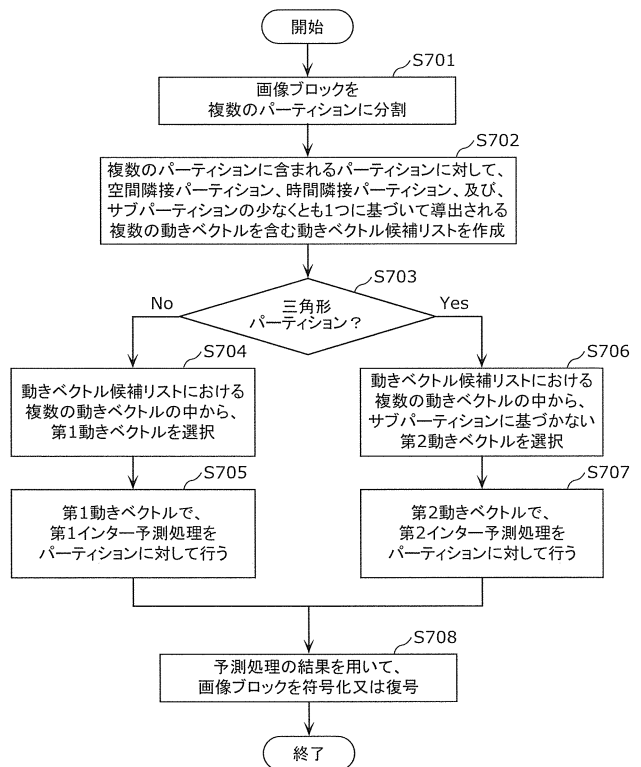 開始
S701
画像ブロックを
複数のパーティションに分割
S702
複数のパーティションに含まれるパーティションに対して、
空間隣接パーティション、時間隣接パーティション、及び、
サブパーティションの少なくとも1つに基づいて導出される
複数の動きベクトルを含む動きベクトル候補リストを作成
S703
三角形
パーティション？
No
Yes
S704
動きベクトル候補リストにおける
複数の動きベクトルの中から、
第1動きベクトルを選択
S706
動きベクトル候補リストにおける
複数の動きベクトルの中から、
サブパーティションに基づかない
第2動きベクトルを選択
S705
第1動きベクトルで、
第1インター予測処理を
パーティションに対して行う
S707
第2動きベクトルで、
第2インター予測処理を
パーティションに対して行う
S708
予測処理の結果を用いて、
画像ブロックを符号化又は復号
終了